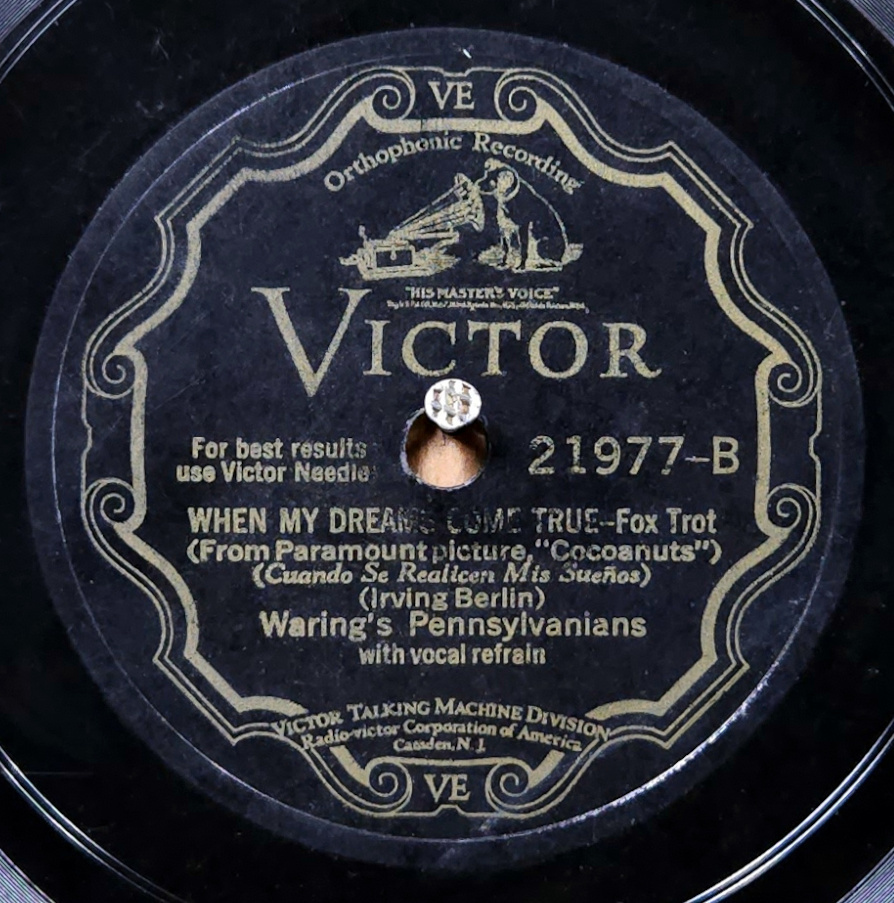 VE
Orthophonic Recording
"HIS MASTER'S VOICE"
VICTOR
For best results
use Victor Needle
21977-B
WHEN MY DREAMS COME TRUE-Fox Trot
(From Paramount picture, "Cocoanuts")
(Cuando Se Realicen Mis Sueños)
(Irving Berlin)
Waring's Pennsylvanians
with vocal refrain
VICTOR TALKING MACHINE DIVISION
Radio-victor Corporation of America
Camden, N. J.
VE